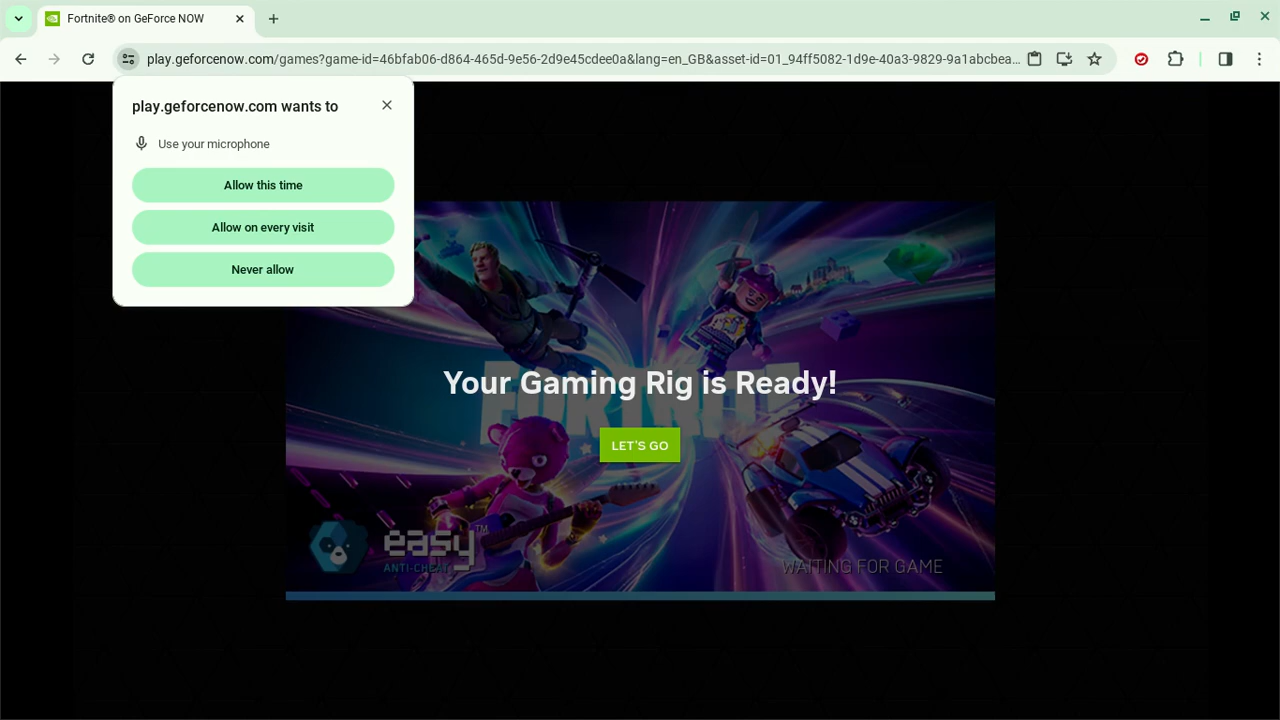 Fortnite® on GeForce NOW
play.geforcenow.com/games?game-id=46bfab06-d864-465d-9e56-2d9e45cdee0a&lang=en_GB&asset-id=01_94ff5082-1d9e-40a3-9829-9a1abcbea...
play.geforcenow.com wants to
Use your microphone
Allow this time
Allow on every visit
Never allow
FORTNITE
Your Gaming Rig is Ready!
LET'S GO
easy™
ANTI-CHEAT
WAITING FOR GAME